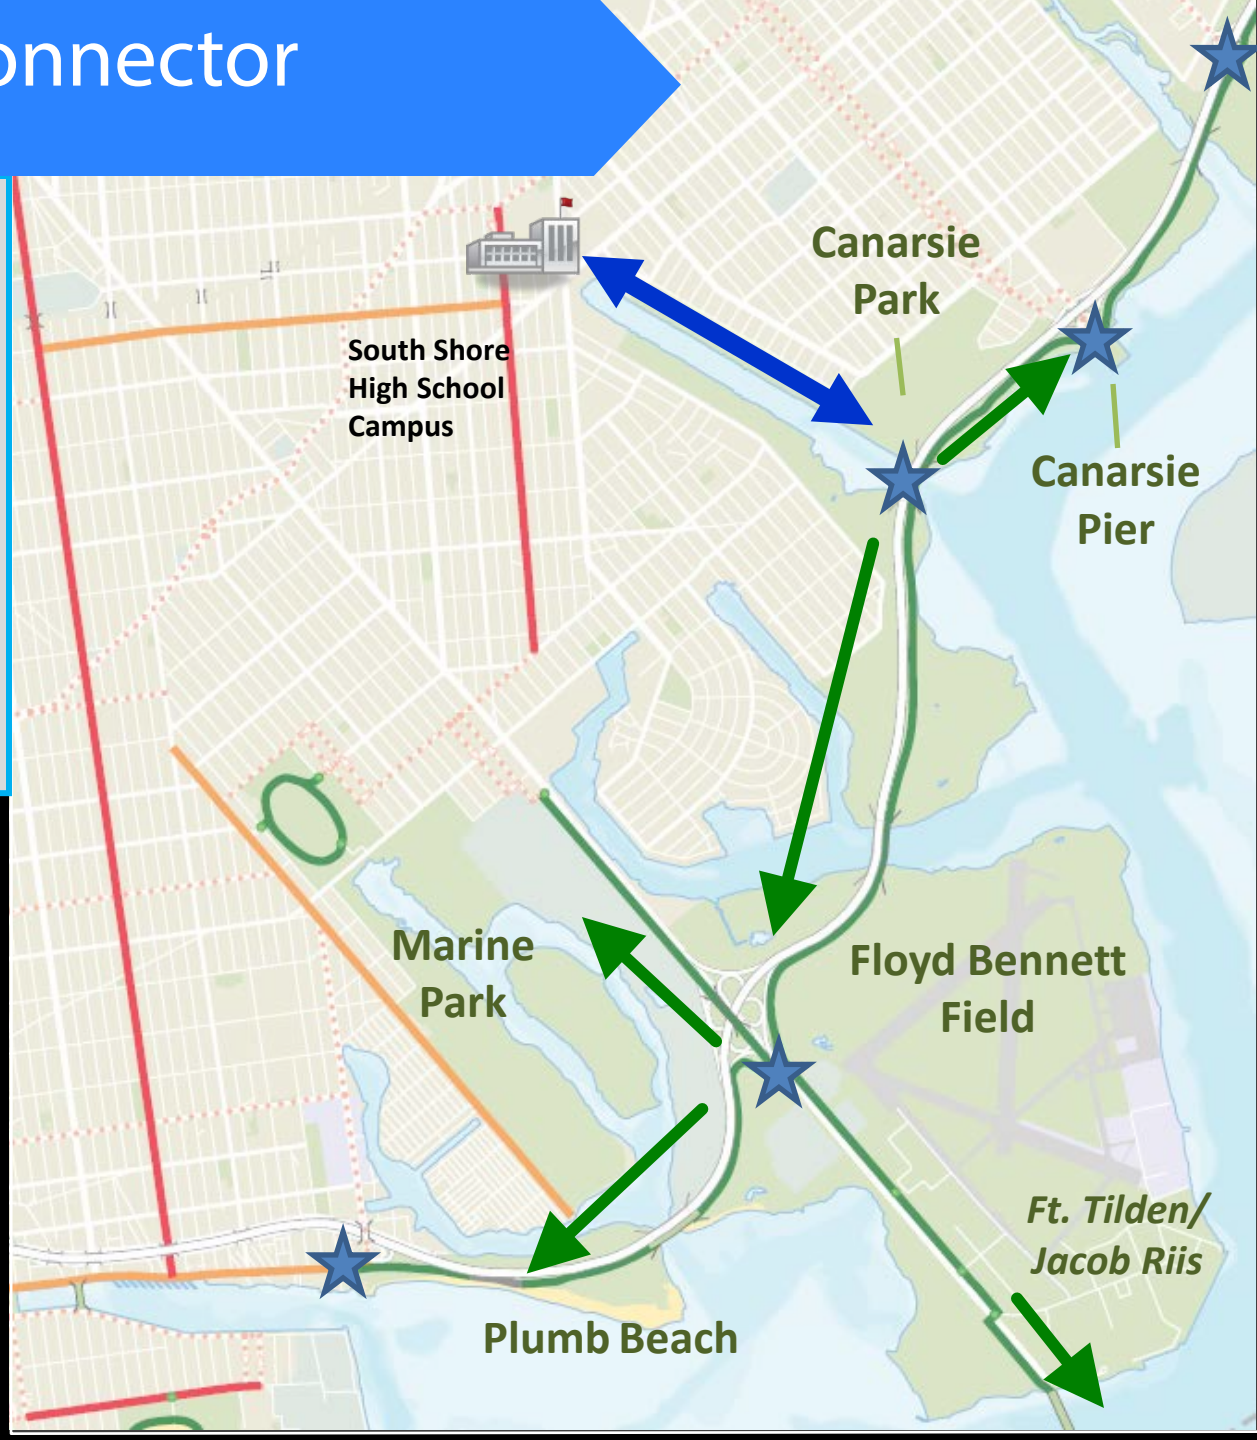 onnector
Canarsie
Park
South Shore
High School
Campus
Canarsie
Pier
Marine
Park
Floyd Bennett
Field
Ft. Tilden/
Jacob Riis
Plumb Beach